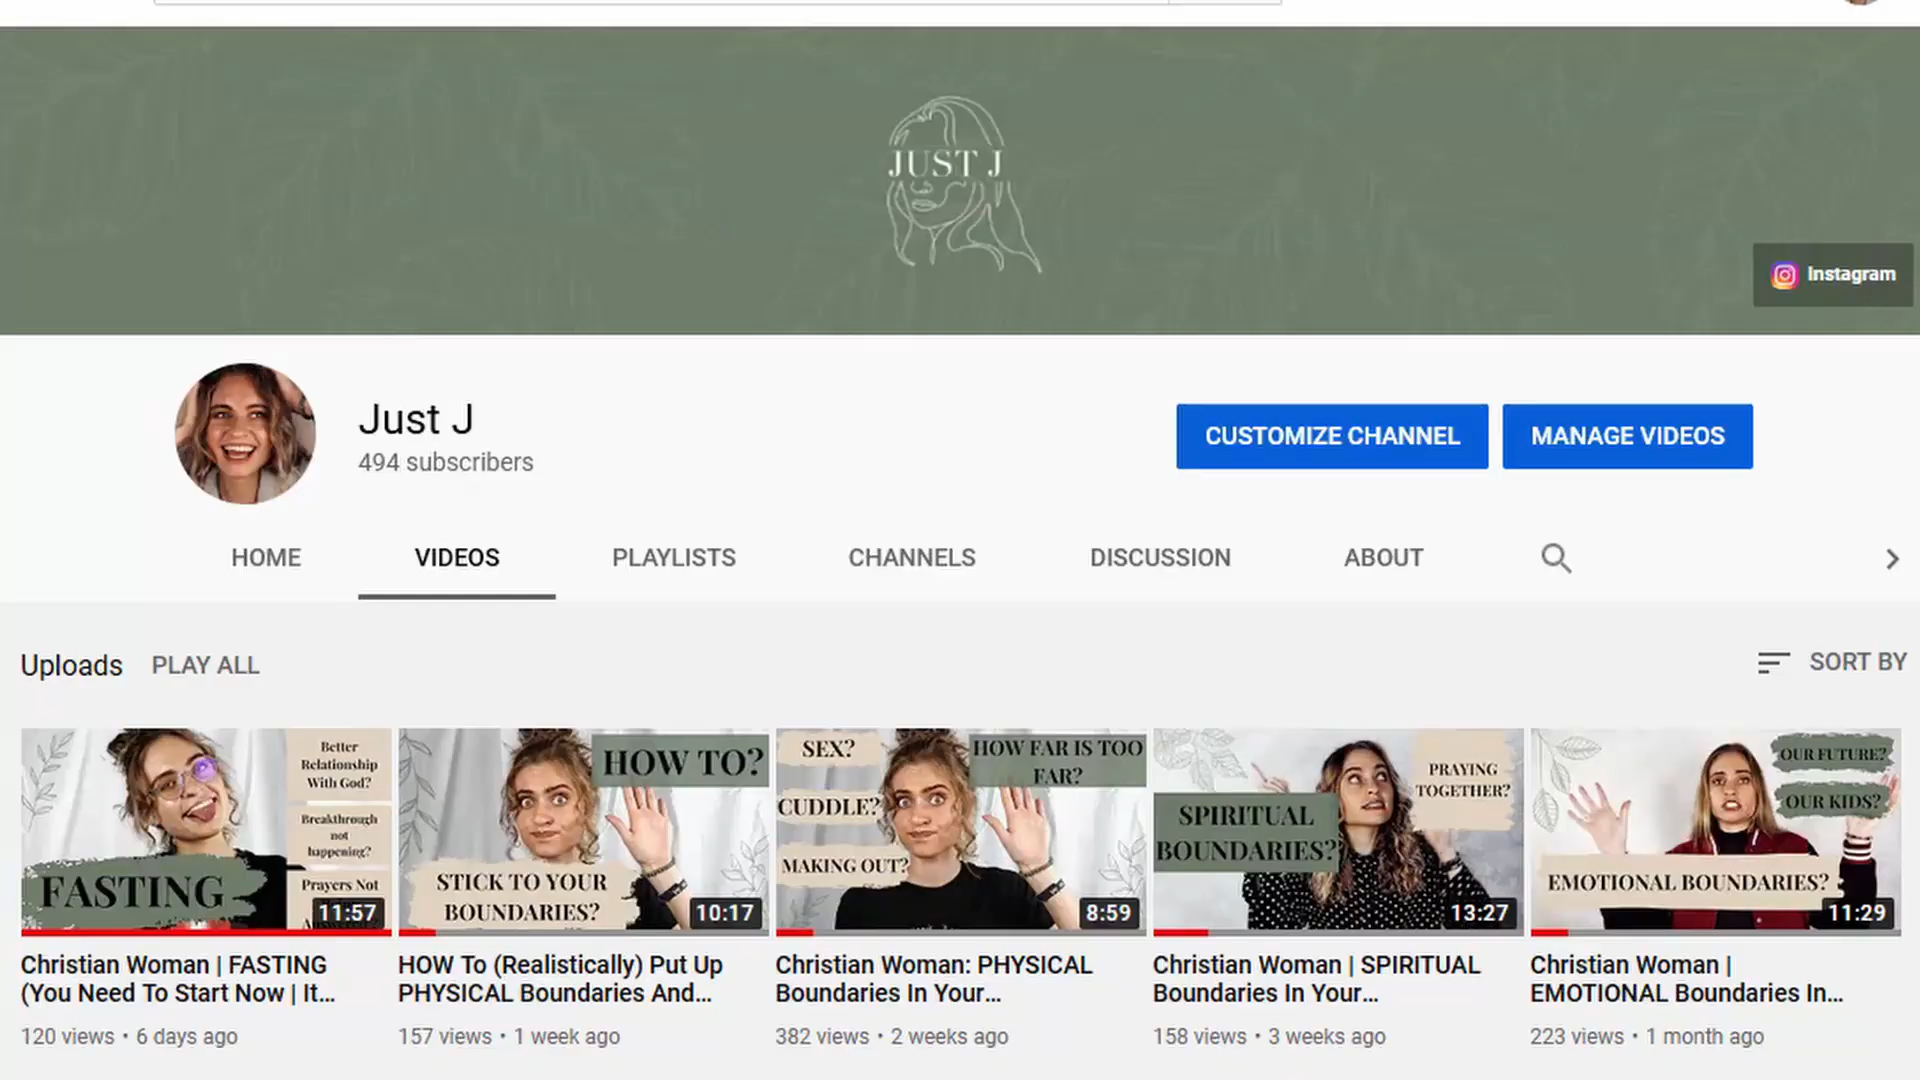 JUST J
Instagram
Just J
494 subscribers
CUSTOMIZE CHANNEL
MANAGE VIDEOS
HOME
VIDEOS
PLAYLISTS
CHANNELS
DISCUSSION
ABOUT
Uploads
PLAY ALL
SORT BY
Better
Relationship
With God?
Breakthrough
not
happening?
Prayers Not
FASTING
11:57
HOW TO?
STICK TO YOUR
BOUNDARIES?
10:17
SEX?
HOW FAR IS TOO
FAR?
CUDDLE?
MAKING OUT?
8:59
PRAYING
TOGETHER?
SPIRITUAL
BOUNDARIES?
13:27
OUR FUTURE?
OUR KIDS?
EMOTIONAL BOUNDARIES?
11:29
Christian Woman | FASTING
(You Need To Start Now | It...
120 views • 6 days ago
HOW To (Realistically) Put Up
PHYSICAL Boundaries And...
157 views • 1 week ago
Christian Woman: PHYSICAL
Boundaries In Your...
382 views • 2 weeks ago
Christian Woman | SPIRITUAL
Boundaries In Your...
158 views • 3 weeks ago
Christian Woman |
EMOTIONAL Boundaries In...
223 views • 1 month ago